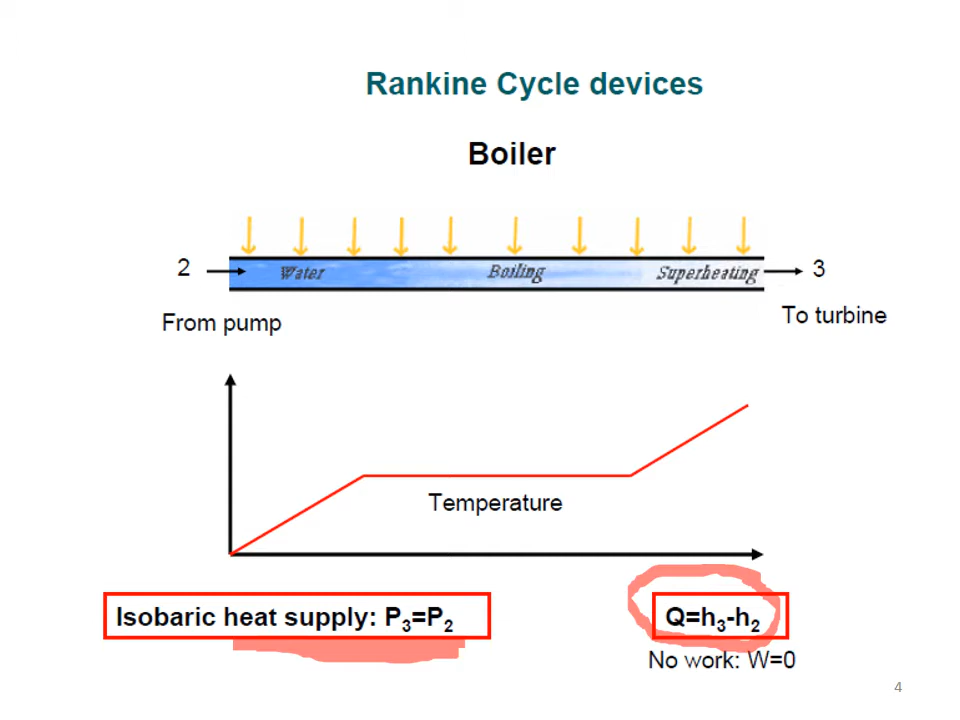 Rankine Cycle devices
Boiler
2 Water Boiling Superheating 3
From pump To turbine
Temperature
Isobaric heat supply: P₃=P₂ Q=h₃-h₂
No work: W=0
4